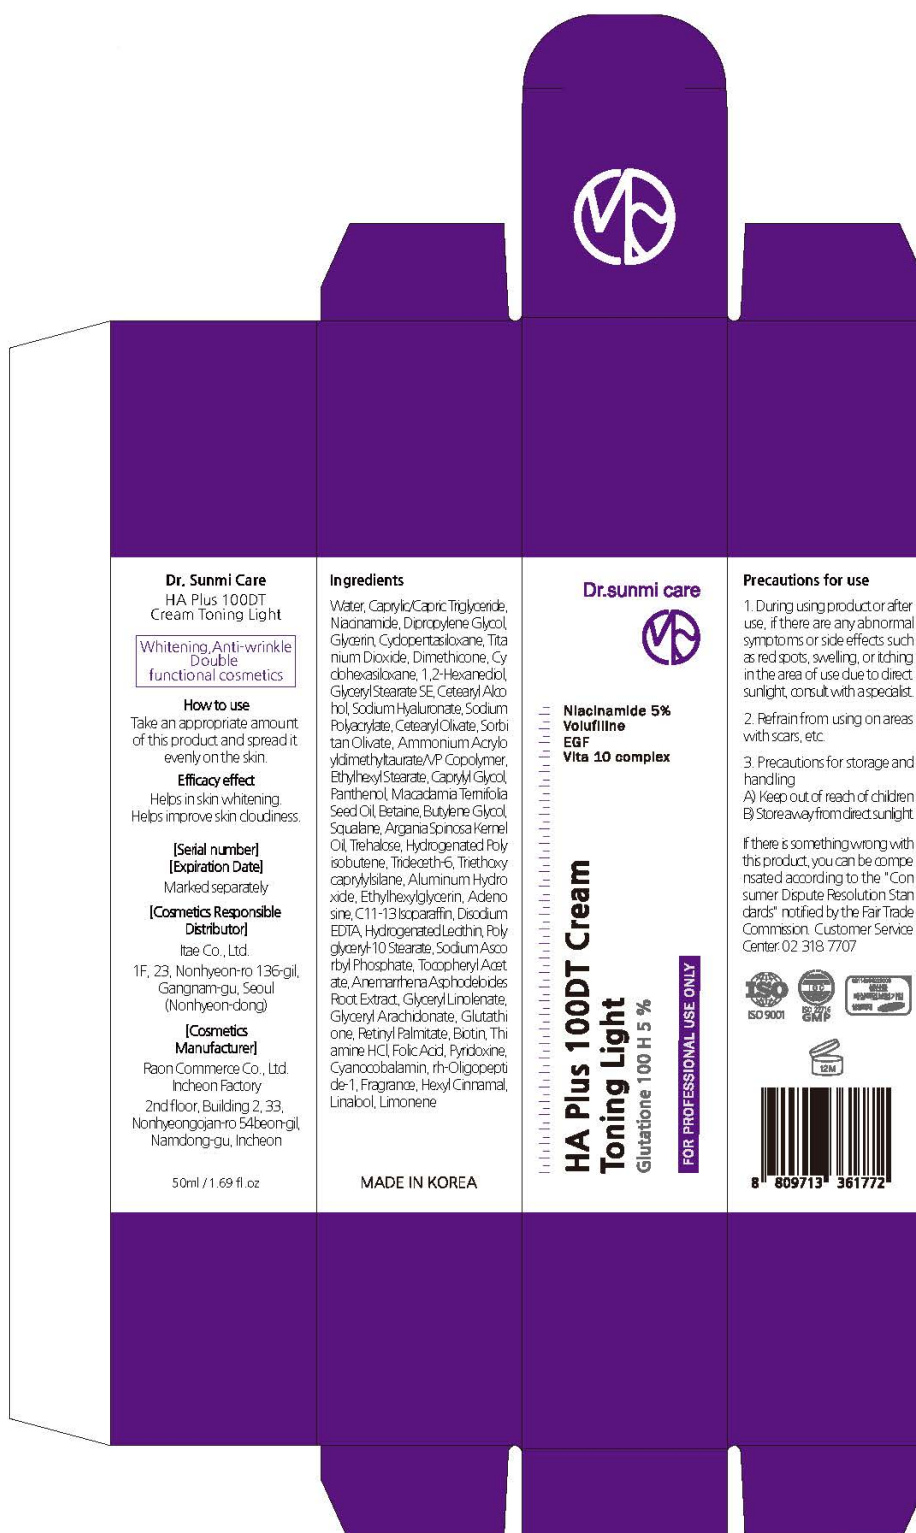 Dr. Sunmi Care
HA Plus 100DT
Cream Toning Light
Whitening, Anti-wrinkle
Double
functional cosmetics
How to use
Take an appropriate amount
of this product and spread it
evenly on the skin.
Efficacy effect
Helps in skin whitening.
Helps improve skin cloudiness.
[Serial number]
[Expiration Date]
Marked separately
[Cosmetics Responsible
Distributor]
Itae Co., Ltd.
1F, 23, Nonhyeon-ro 136-gil,
Gangnam-gu, Seoul
(Nonhyeon-dong)
[Cosmetics
Manufacturer]
Raon Commerce Co., Ltd.
Incheon Factory
2nd floor, Building 2, 33,
Nonhyeongojan-ro 54beon-gil,
Namdong-gu, Incheon
50ml / 1.69 fl.oz
Ingredients
Water, Caprylic/Capric Triglyceride,
Niacinamide, Dipropylene Glycol,
Glycerin, Cyclopentasiloxane, Tita
nium Dioxide, Dimethicone, Cy
clohexasiloxane, 1,2-Hexanediol,
Glyceryl Stearate SE, Cetearyl Alco
hol, Sodium Hyaluronate, Sodium
Polyacrylate, Cetearyl Olivate, Sorbi
tan Olivate, Ammonium Acrylo
yldimethyltaurate/VP Copolymer,
Ethylhexyl Stearate, Caprylyl Glycol,
Panthenol, Macadamia Ternifolia
Seed Oil, Betaine, Butylene Glycol,
Squalane, Argania Spinosa Kernel
Oil, Trehalose, Hydrogenated Poly
isobutene, Trideceth-6, Triethoxy
caprylylsilane, Aluminum Hydro
xide, Ethylhexylglycerin, Adeno
sine, C11-13 Isoparaffin, Disodium
EDTA, Hydrogenated Lecithin, Poly
glyceryl-10 Stearate, Sodium Asco
rbyl Phosphate, Tocopheryl Acet
ate, Anemarrhena Asphodeloides
Root Extract, Glyceryl Linolenate,
Glyceryl Arachidonate, Glutathi
one, Retinyl Palmitate, Biotin, Thi
amine HCl, Folic Acid, Pyridoxine,
Cyanocobalamin, rh-Oligopepti
de-1, Fragrance, Hexyl Cinnamal,
Linalool, Limonene
MADE IN KOREA
Dr.sunmi care
Niacinamide 5%
Volufiline
EGF
Vita 10 complex
HA Plus 100DT Cream
Toning Light
Glutatione 100 H 5 %
FOR PROFESSIONAL USE ONLY
Precautions for use
1. During using product or after
use, if there are any abnormal
symptoms or side effects such
as red spots, swelling, or itching
in the area of use due to direct
sunlight, consult with a specialist.
2. Refrain from using on areas
with scars, etc.
3. Precautions for storage and
handling
A) Keep out of reach of children
B) Store away from direct sunlight
If there is something wrong with
this product, you can be compe
nsated according to the "Con
sumer Dispute Resolution Stan
dards" notified by the Fair Trade
Commission. Customer Service
Center: 02 318 7707
ISO
ISO 9001
ISO 22716
GMP
12M
8 809713 361772